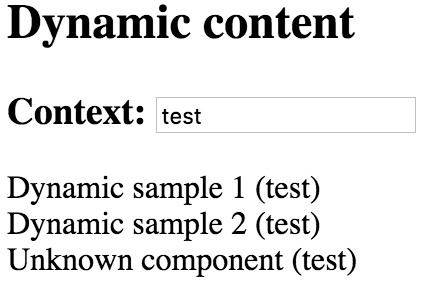 Dynamic content
Context: test
Dynamic sample 1 (test)
Dynamic sample 2 (test)
Unknown component (test)